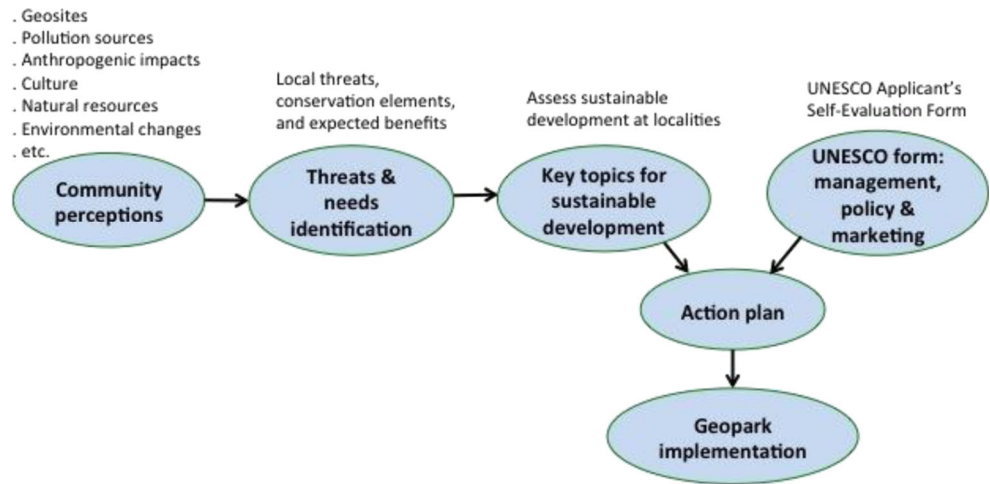 . Geosites
. Pollution sources
. Anthropogenic impacts
. Culture
. Natural resources
. Environmental changes
. etc.
Community
perceptions
Local threats,
conservation elements,
and expected benefits
Threats &
needs
identification
Assess sustainable
development at localities
Key topics for
sustainable
development
UNESCO Applicant's
Self-Evaluation Form
UNESCO form:
management,
policy &
marketing
Action plan
Geopark
implementation